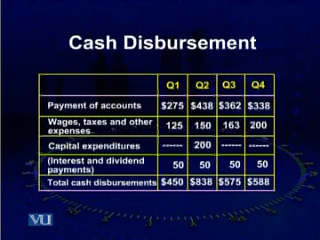 Cash Disbursement
Q1 Q2 Q3 Q4
Payment of accounts $275 $438 $362 $338
Wages, taxes and other
expenses 125 150 163 200
Capital expenditures ------ 200 ------ ------
(Interest and dividend
payments) 50 50 50 50
Total cash disbursements $450 $838 $575 $588
VU